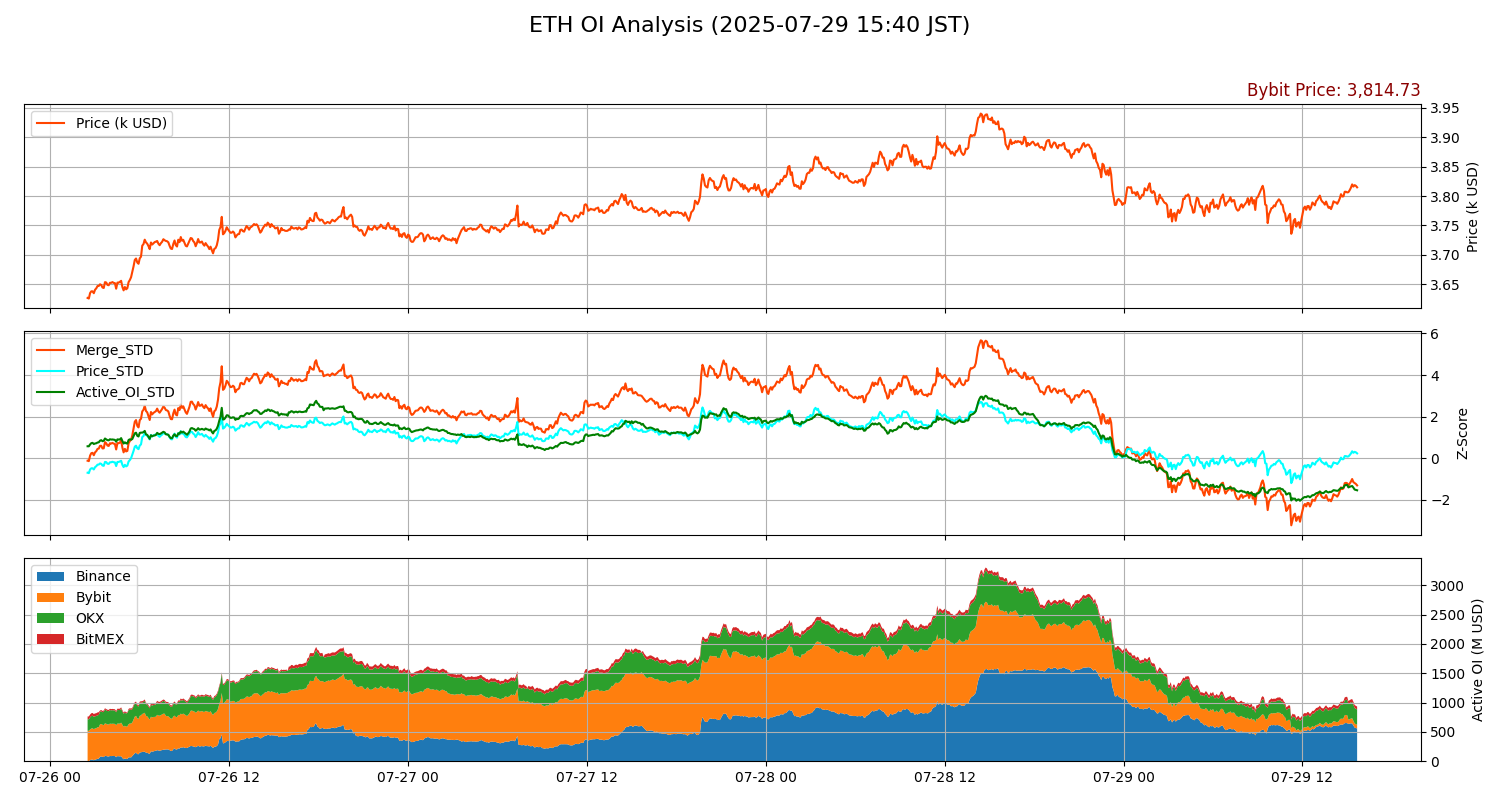 ETH OI Analysis (2025-07-29 15:40 JST)
Bybit Price: 3,814.73
Price (k USD)
3.95
3.90
3.85
3.80
3.75
3.70
3.65
Price (k USD)
Merge_STD
Price_STD
Active_OI_STD
6
4
2
0
−2
Z-Score
Binance
Bybit
OKX
BitMEX
3000
2500
2000
1500
1000
500
0
Active OI (M USD)
07-26 00
07-26 12
07-27 00
07-27 12
07-28 00
07-28 12
07-29 00
07-29 12